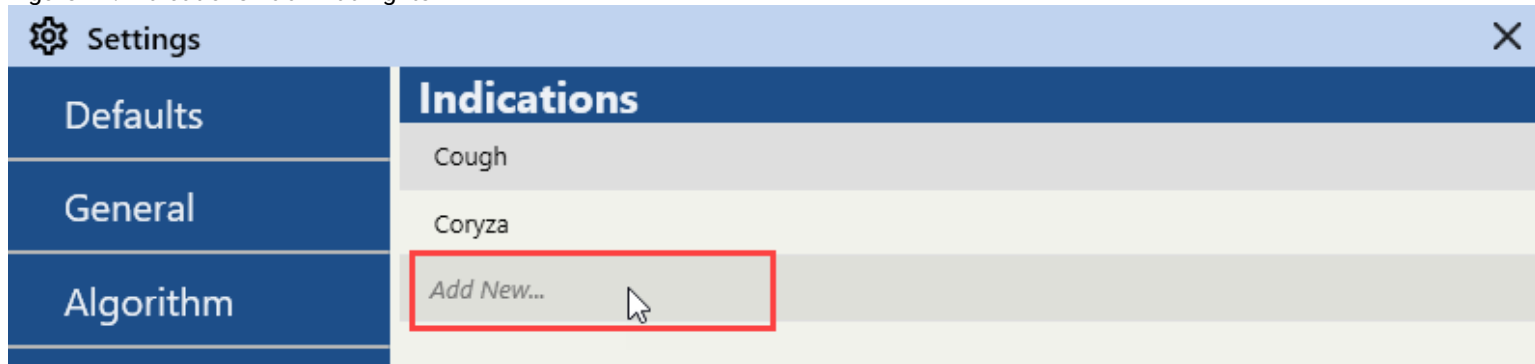 Settings
Defaults
General
Algorithm
Indications
Cough
Coryza
Add New...